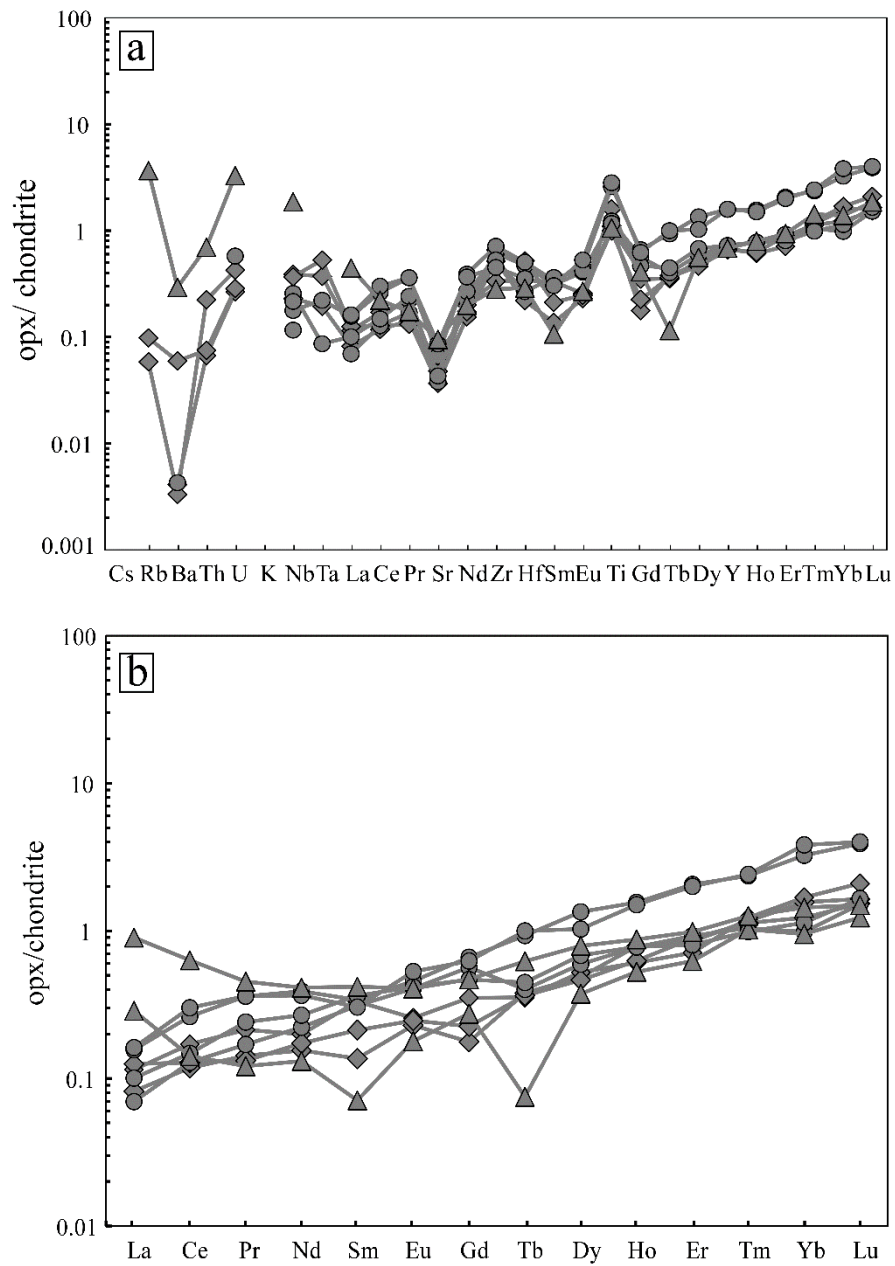 100
a
10
1
0.1
0.01
0.001
opx/ chondrite
Cs Rb Ba Th U K Nb Ta La Ce Pr Sr Nd Zr Hf Sm Eu Ti Gd Tb Dy Y Ho Er Tm Yb Lu
100
b
10
1
0.1
0.01
opx/chondrite
La Ce Pr Nd Sm Eu Gd Tb Dy Ho Er Tm Yb Lu